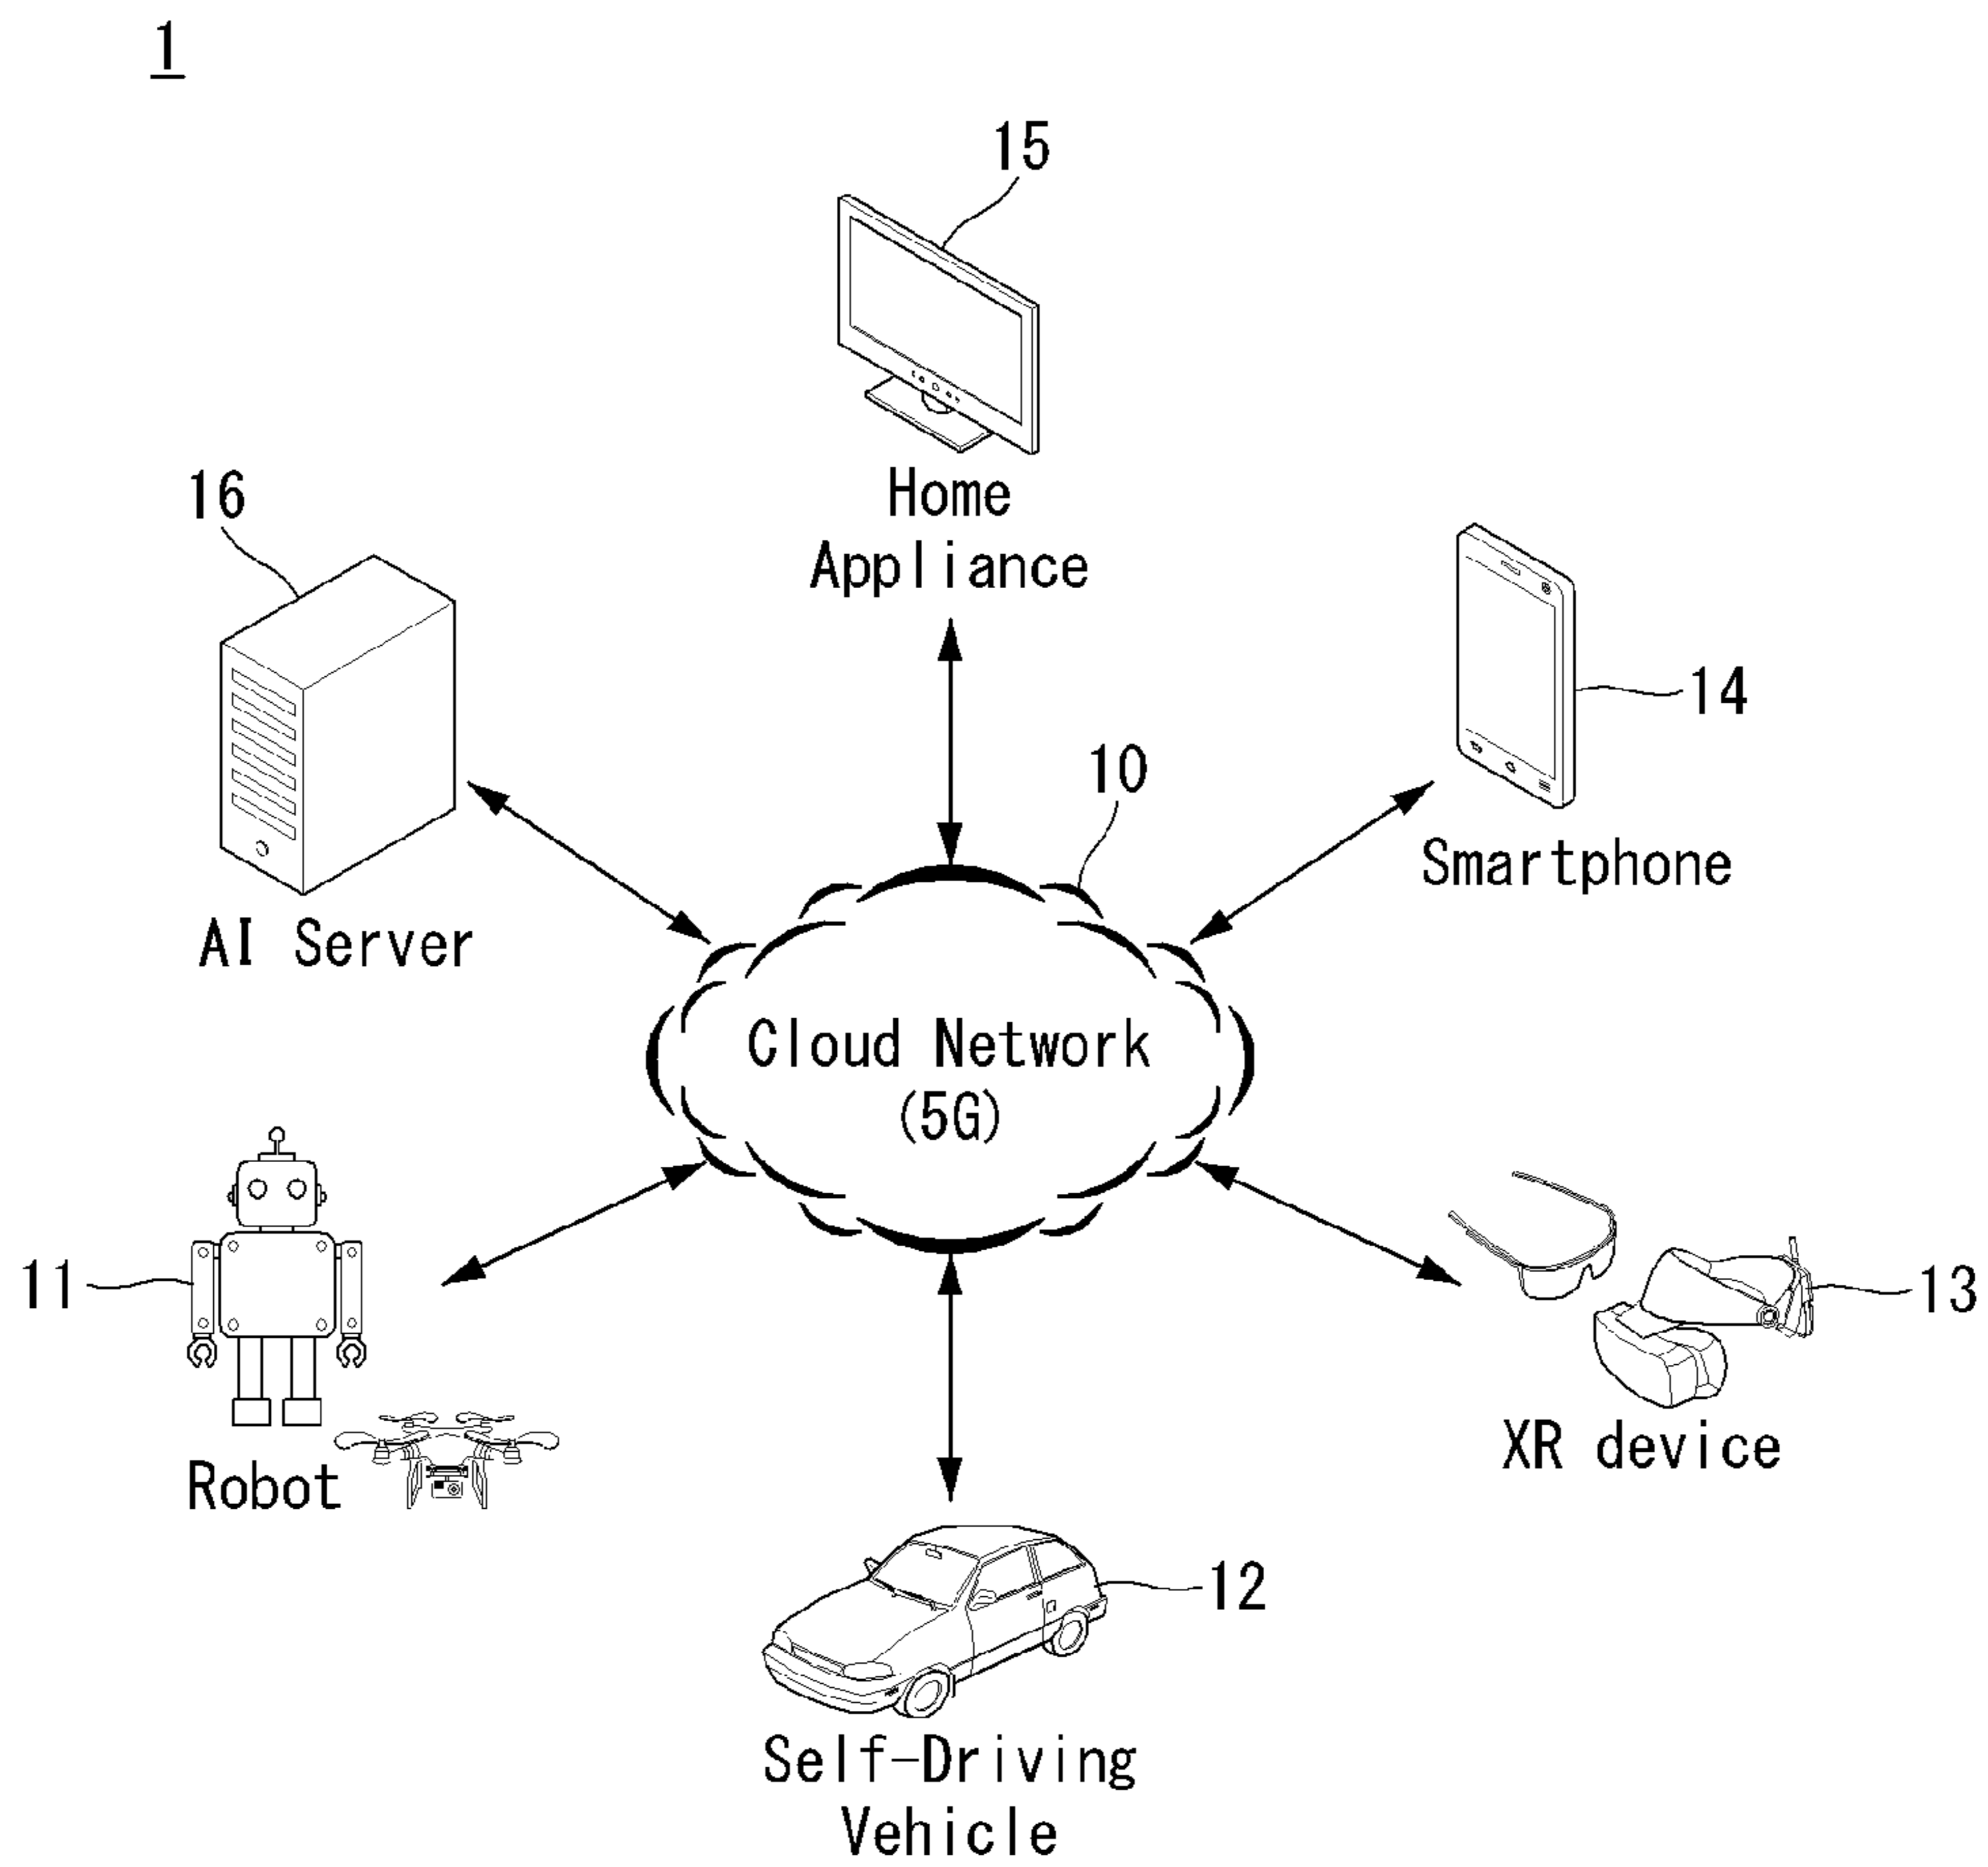 1
15
Home
Appliance
16
14
Smartphone
10
AI Server
Cloud Network
(5G)
11
Robot
13
XR device
12
Self-Driving
Vehicle